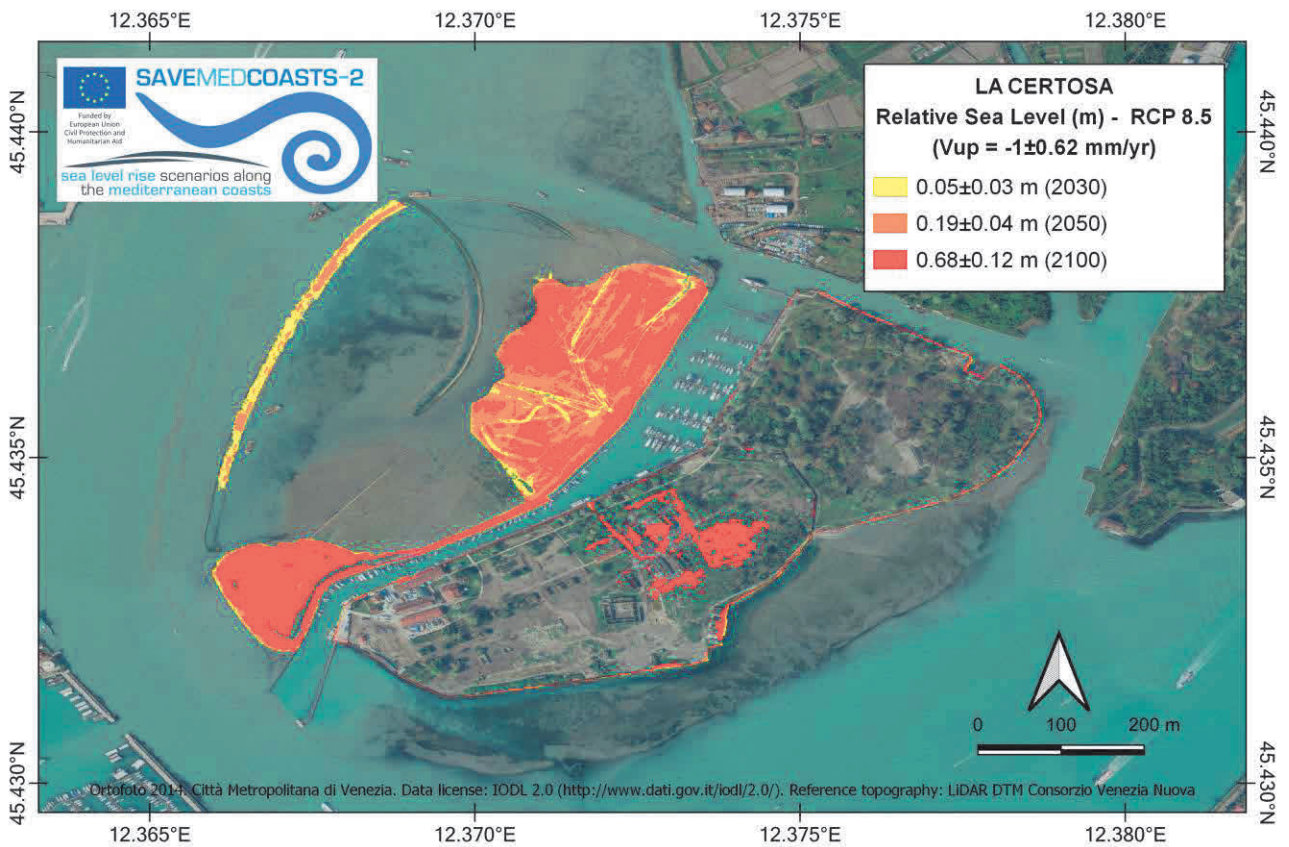 12.365°E
12.370°E
12.375°E
12.380°E
45.440°N
45.435°N
45.430°N
SAVEMEDCOASTS-2
Funded by
European Union
Civil Protection and
Humanitarian Aid
sea level rise scenarios along
the mediterranean coasts
LA CERTOSA
Relative Sea Level (m) - RCP 8.5
(Vup = -1±0.62 mm/yr)
0.05±0.03 m (2030)
0.19±0.04 m (2050)
0.68±0.12 m (2100)
45.440°N
45.435°N
45.430°N
0 100 200 m
Ortofoto 2014. Città Metropolitana di Venezia. Data license: IODL 2.0 (http://www.dati.gov.it/iodl/2.0/). Reference topography: LiDAR DTM Consorzio Venezia Nuova
12.365°E
12.370°E
12.375°E
12.380°E